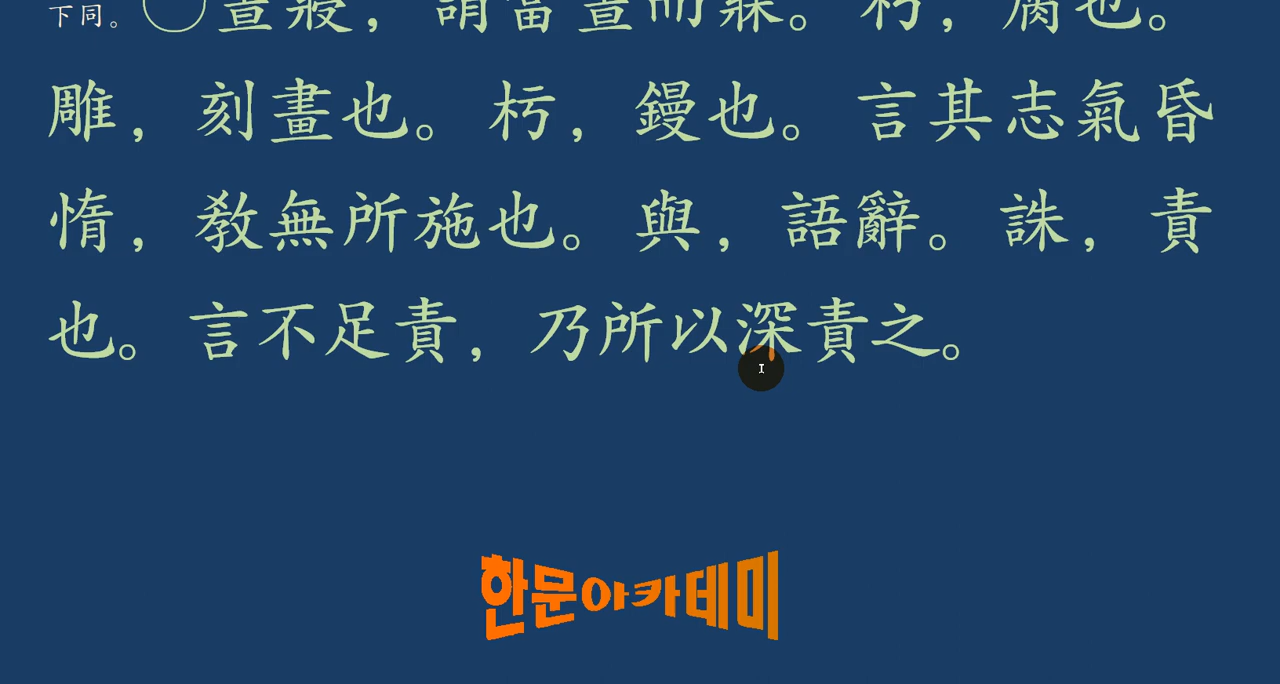 下同。○晝寢，謂當晝而寐。朽，腐也。
雕，刻畫也。杇，鏝也。言其志氣昏
惰，敎無所施也。與，語辭。誅，責
也。言不足責，乃所以深責之。
한문아카데미